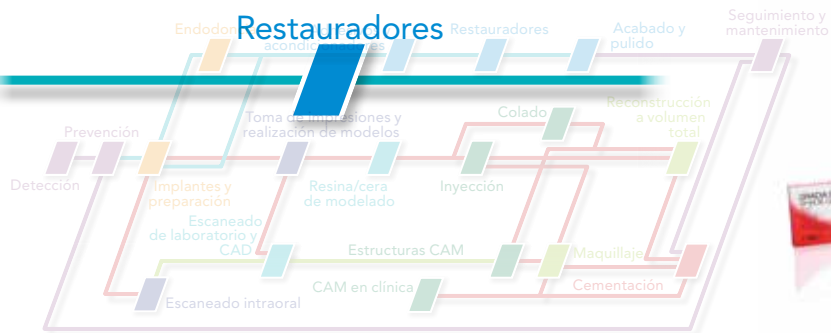 Restauradores
Seguimiento y
mantenimiento
Restauradores
Acabado y
pulido
Colado
Reconstrucción
a volumen
total
Toma de impresiones y
realización de modelos
Prevención
Detección
Implantes y
preparación
Resina/cera
de modelado
Inyección
Escaneado
de laboratorio y
CAD
Estructuras CAM
Maquillaje
CAM en clínica
Cementación
Escaneado intraoral